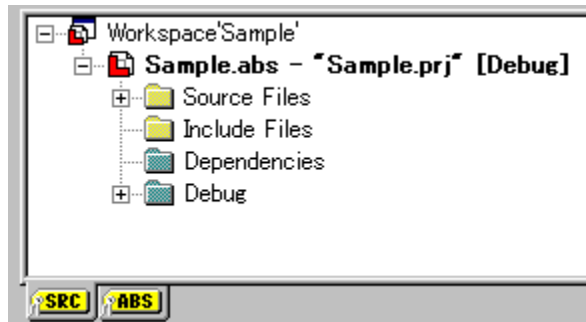 Workspace'Sample'
Sample.abs - "Sample.prj" [Debug]
Source Files
Include Files
Dependencies
Debug
SRC ABS